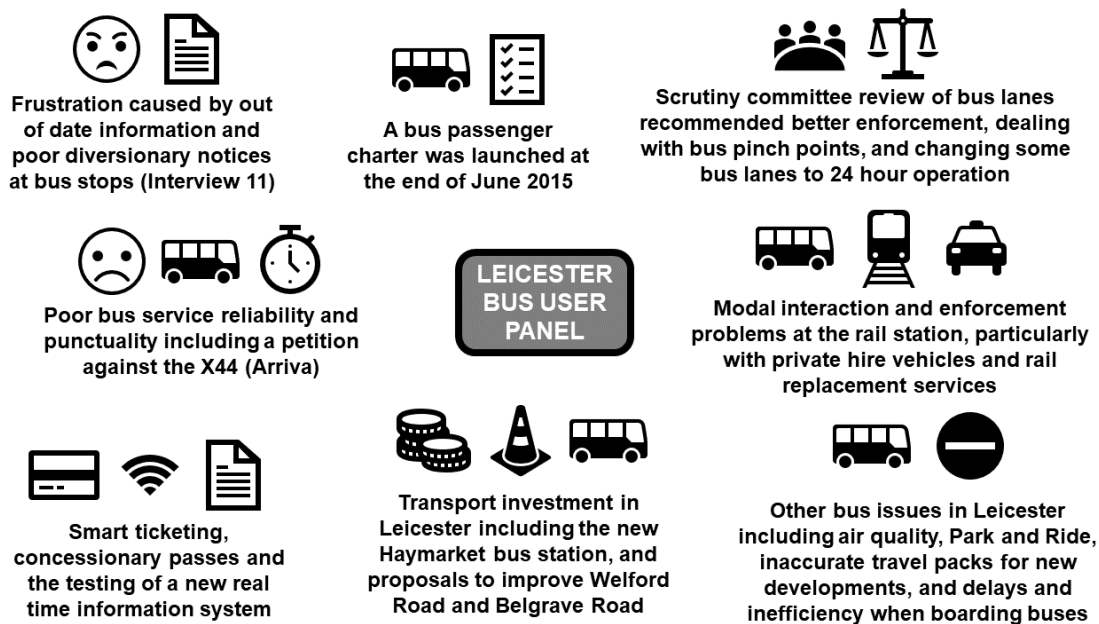 Frustration caused by out
of date information and
poor diversionary notices
at bus stops (Interview 11)
A bus passenger
charter was launched at
the end of June 2015
Scrutiny committee review of bus lanes
recommended better enforcement, dealing
with bus pinch points, and changing some
bus lanes to 24 hour operation
Poor bus service reliability and
punctuality including a petition
against the X44 (Arriva)
LEICESTER
BUS USER
PANEL
Modal interaction and enforcement
problems at the rail station, particularly
with private hire vehicles and rail
replacement services
Smart ticketing,
concessionary passes and
the testing of a new real
time information system
Transport investment in
Leicester including the new
Haymarket bus station, and
proposals to improve Welford
Road and Belgrave Road
Other bus issues in Leicester
including air quality, Park and Ride,
inaccurate travel packs for new
developments, and delays and
inefficiency when boarding buses